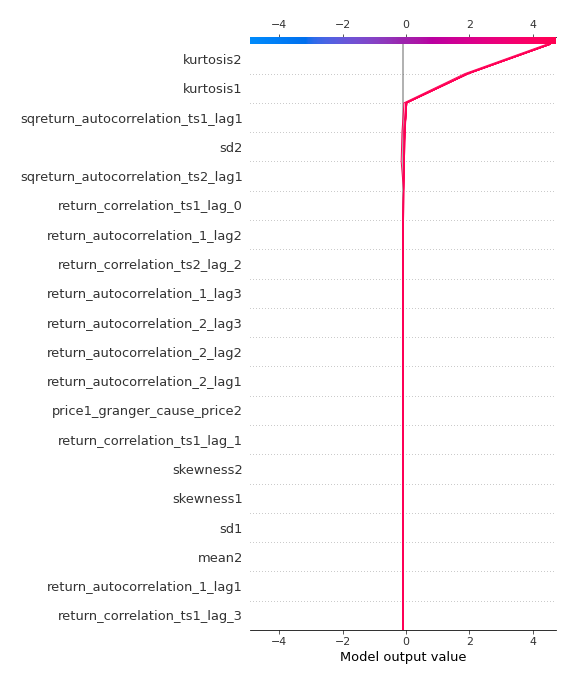 −4 −2 0 2 4
kurtosis2
kurtosis1
sqreturn_autocorrelation_ts1_lag1
sd2
sqreturn_autocorrelation_ts2_lag1
return_correlation_ts1_lag_0
return_autocorrelation_1_lag2
return_correlation_ts2_lag_2
return_autocorrelation_1_lag3
return_autocorrelation_2_lag3
return_autocorrelation_2_lag2
return_autocorrelation_2_lag1
price1_granger_cause_price2
return_correlation_ts1_lag_1
skewness2
skewness1
sd1
mean2
return_autocorrelation_1_lag1
return_correlation_ts1_lag_3
−4 −2 0 2 4
Model output value